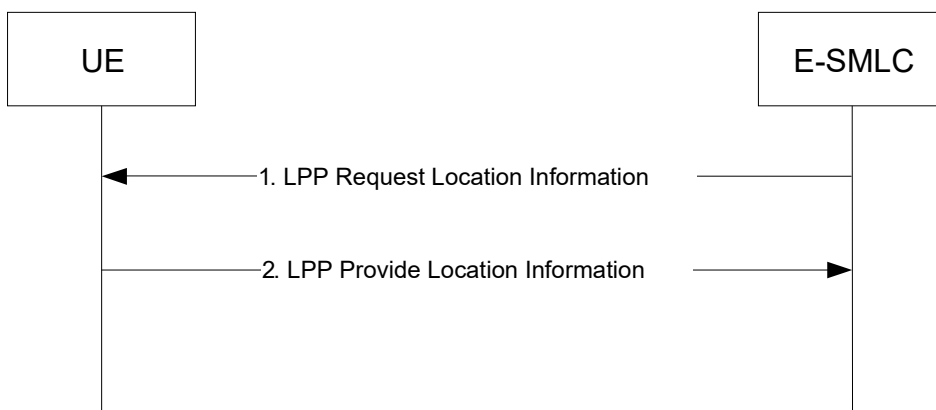 UE
E-SMLC
1. LPP Request Location Information
2. LPP Provide Location Information